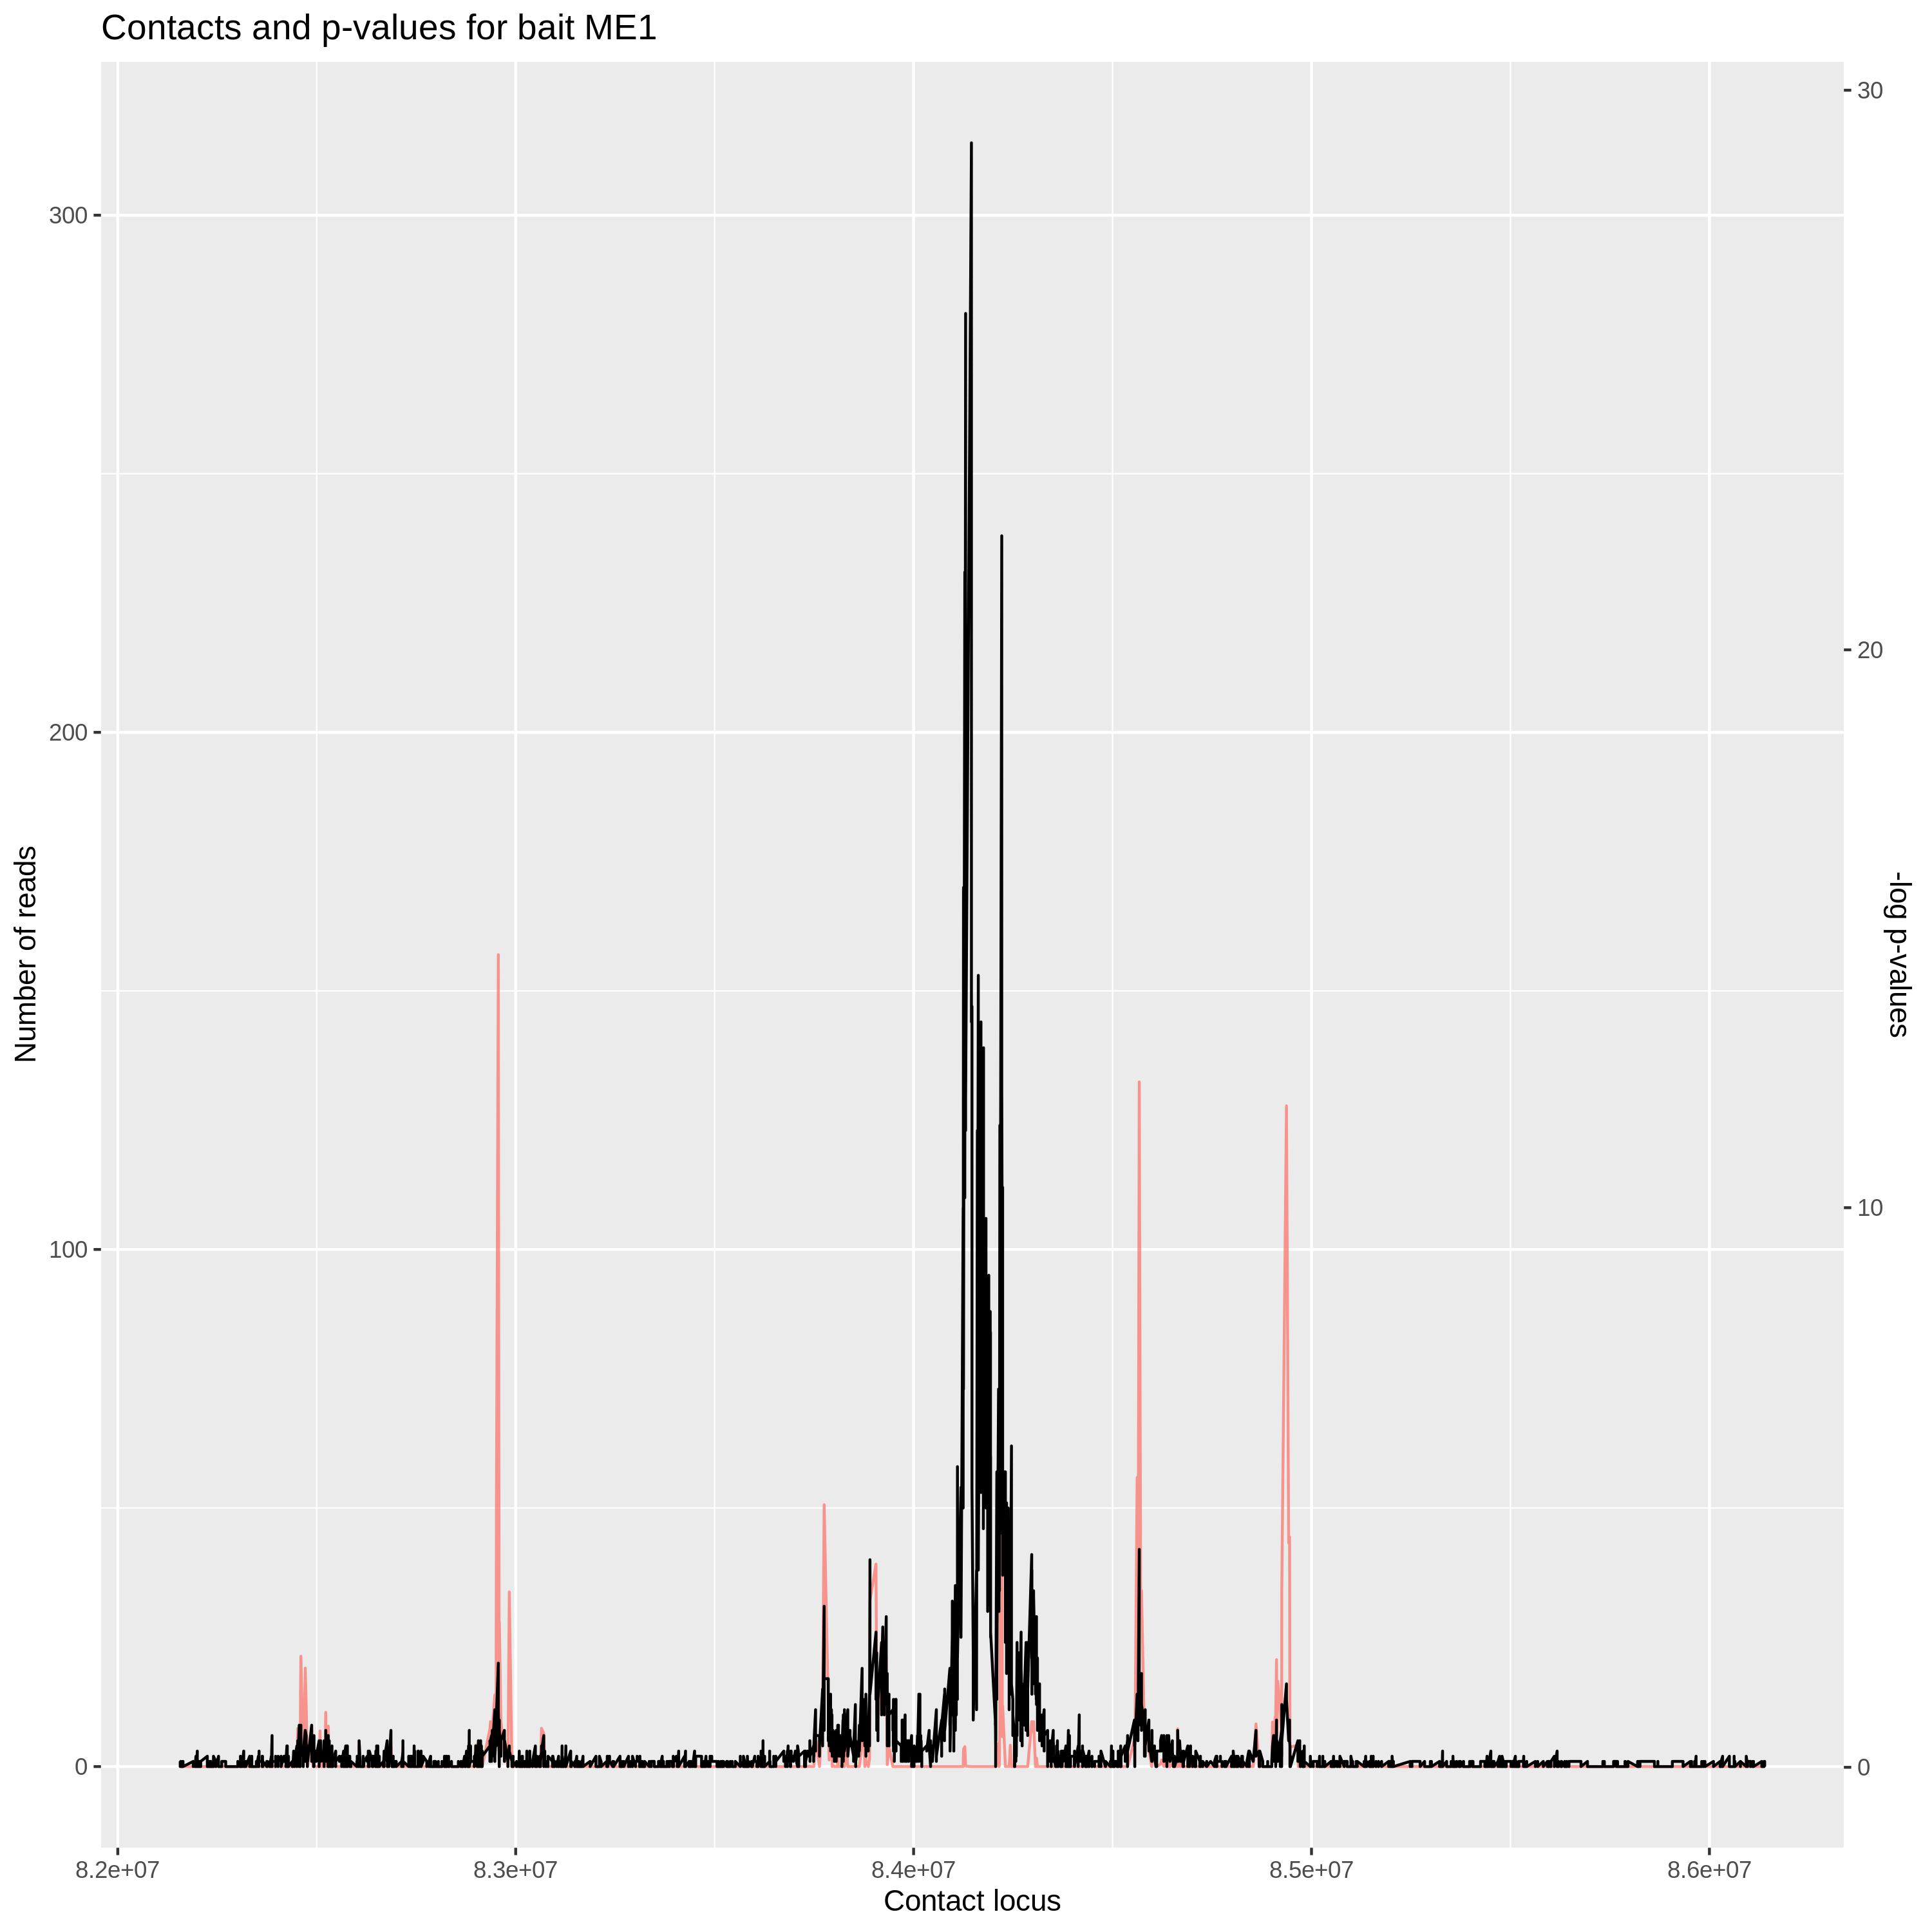 Contacts and p-values for bait ME1
Number of reads
300
200
100
0
30
20
10
0
-log p-values
8.2e+07
8.3e+07
8.4e+07
8.5e+07
8.6e+07
Contact locus